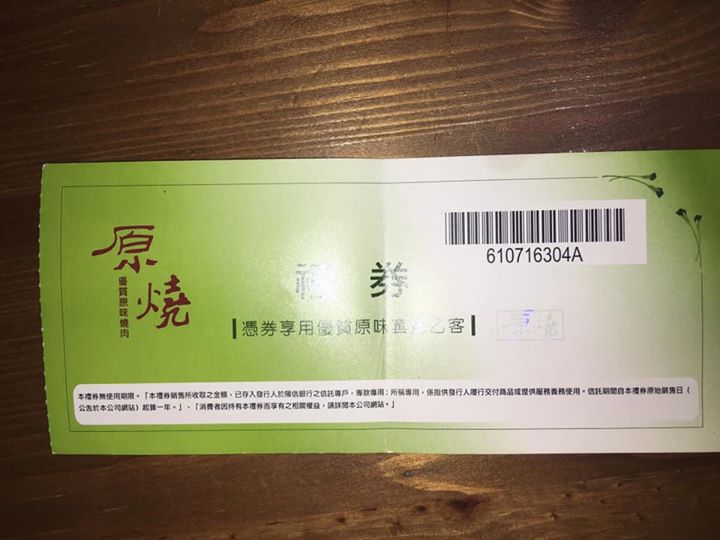 原燒
優質原味燒肉
610716304A
禮券
憑券享用優質原味套餐乙客
原燒
本禮券無使用期限。「本禮券銷售所收取之金額，已存入發行人於陽信銀行之信託專戶，專款專用；所稱專用，係指供發行人履行交付商品或提供服務義務使用。信託期間自本禮券原始銷售日（
公告於本公司網站）起算一年。」、「消費者因持有本禮券而享有之相關權益，請詳閱本公司網站。」